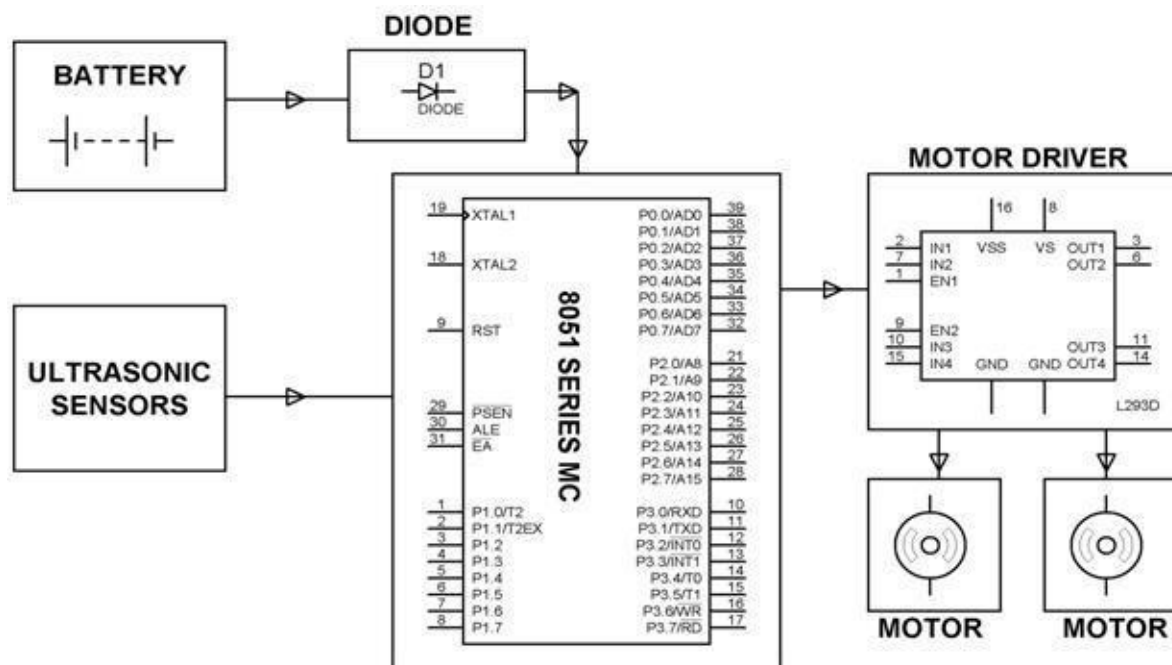 DIODE
BATTERY
D1
DIODE
MOTOR DRIVER
ULTRASONIC
SENSORS
8051 SERIES MC
19 XTAL1
18 XTAL2
9 RST
29 PSEN
30 ALE
31 EA
1 P1.0/T2
2 P1.1/T2EX
3 P1.2
4 P1.3
5 P1.4
6 P1.5
7 P1.6
8 P1.7
P0.0/AD0 39
P0.1/AD1 38
P0.2/AD2 37
P0.3/AD3 36
P0.4/AD4 35
P0.5/AD5 34
P0.6/AD6 33
P0.7/AD7 32
P2.0/A8 21
P2.1/A9 22
P2.2/A10 23
P2.3/A11 24
P2.4/A12 25
P2.5/A13 26
P2.6/A14 27
P2.7/A15 28
P3.0/RXD 10
P3.1/TXD 11
P3.2/INT0 12
P3.3/INT1 13
P3.4/T0 14
P3.5/T1 15
P3.6/WR 16
P3.7/RD 17
16 8
2 IN1 VSS VS OUT1 3
7 IN2 OUT2 6
1 EN1
9 EN2
10 IN3 OUT3 11
15 IN4 GND GND OUT4 14
L293D
MOTOR MOTOR